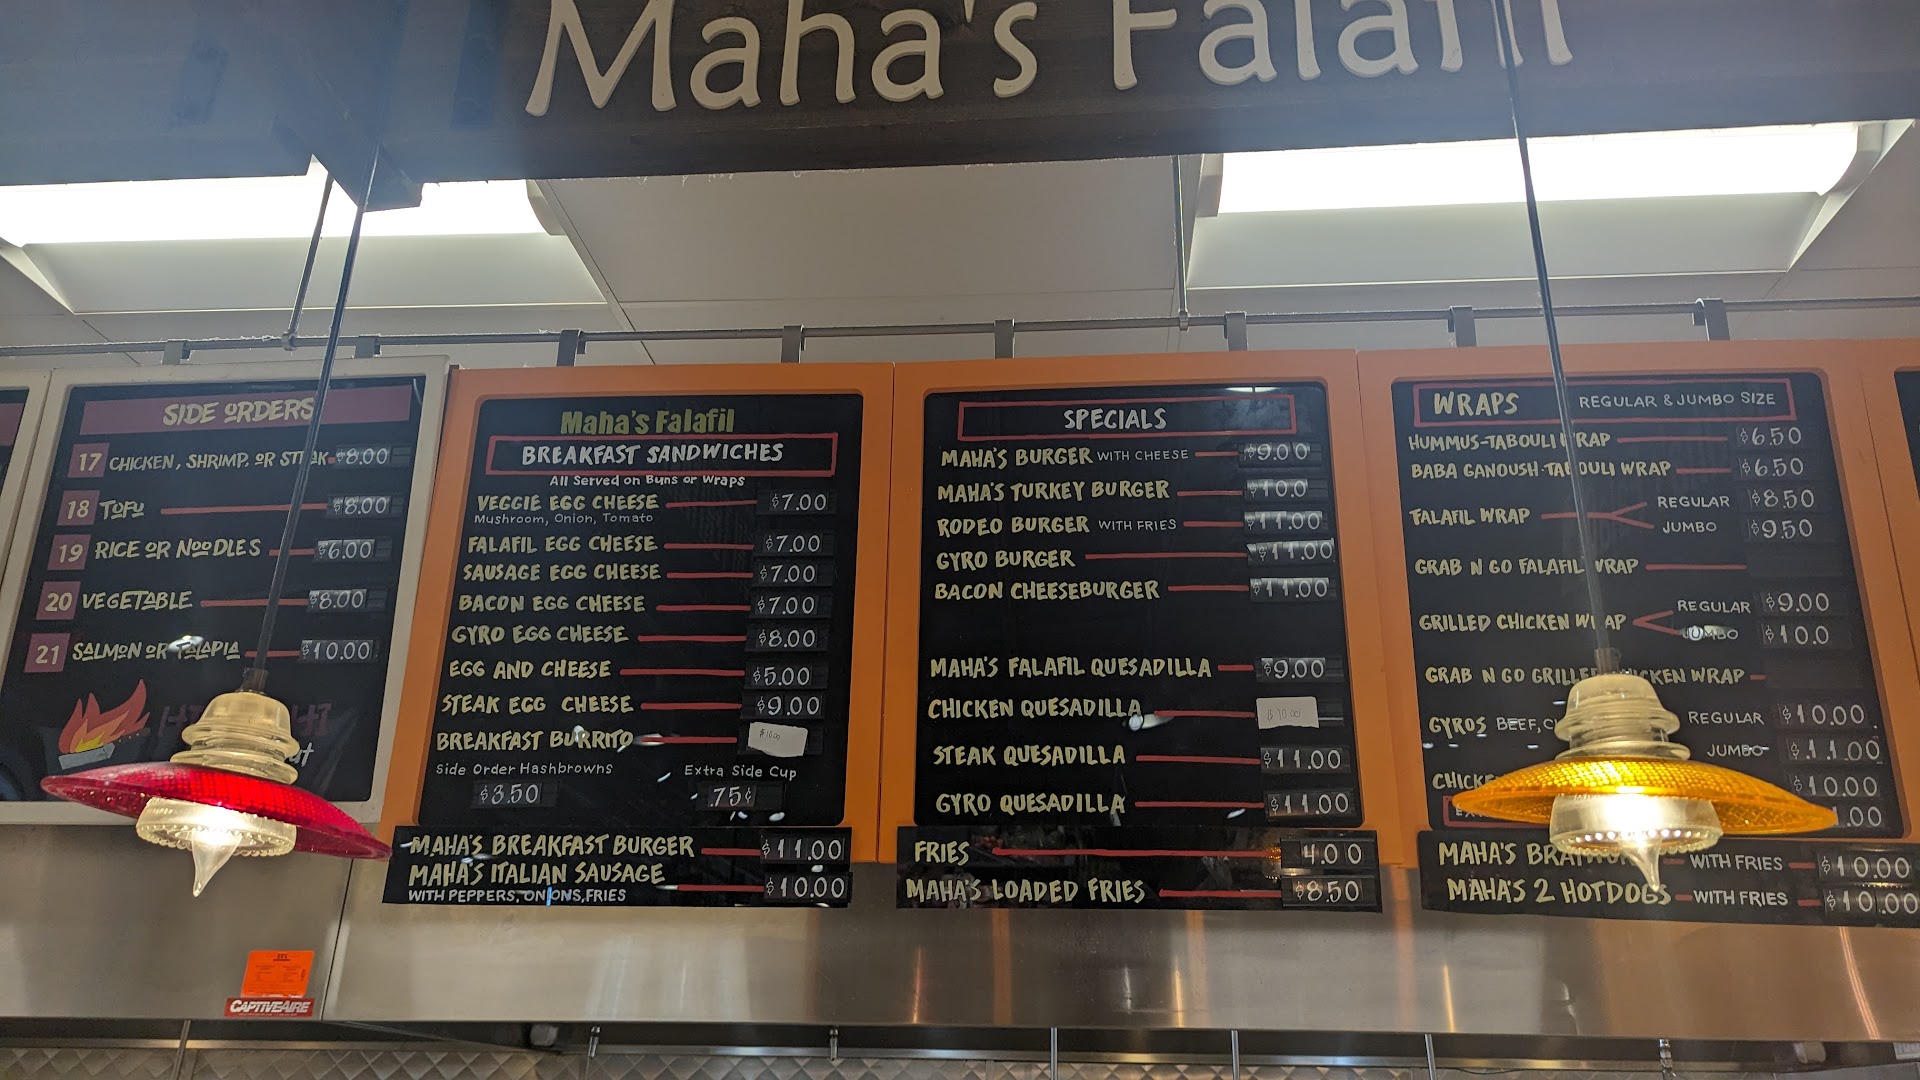 Maha's Falafil
SIDE ORDERS
17 CHICKEN, SHRIMP, OR STEAK $8.00
18 TOFU $8.00
19 RICE OR NOODLES $6.00
20 VEGETABLE $8.00
21 SALMON OR TILAPIA $10.00
Maha's Falafil
BREAKFAST SANDWICHES
All Served on Buns or Wraps
VEGGIE EGG CHEESE $7.00
Mushroom, Onion, Tomato
FALAFIL EGG CHEESE $7.00
SAUSAGE EGG CHEESE $7.00
BACON EGG CHEESE $7.00
GYRO EGG CHEESE $8.00
EGG AND CHEESE $5.00
STEAK EGG CHEESE $9.00
BREAKFAST BURRITO $10.00
Side Order Hashbrowns Extra Side Cup
$3.50 .75¢
MAHA'S BREAKFAST BURGER $11.00
MAHA'S ITALIAN SAUSAGE $10.00
WITH PEPPERS, ONIONS, FRIES
SPECIALS
MAHA'S BURGER WITH CHEESE $9.00
MAHA'S TURKEY BURGER $10.0
RODEO BURGER WITH FRIES $11.00
GYRO BURGER $11.00
BACON CHEESEBURGER $11.00
MAHA'S FALAFIL QUESADILLA $9.00
CHICKEN QUESADILLA $10.00
STEAK QUESADILLA $11.00
GYRO QUESADILLA $11.00
FRIES 4.00
MAHA'S LOADED FRIES $8.50
WRAPS REGULAR & JUMBO SIZE
HUMMUS-TABOULI WRAP $6.50
BABA GANOUSH-TABOULI WRAP $6.50
FALAFIL WRAP REGULAR $8.50
JUMBO $9.50
GRAB N GO FALAFIL WRAP
GRILLED CHICKEN WRAP REGULAR $9.00
JUMBO $10.0
GRAB N GO GRILLED CHICKEN WRAP
GYROS BEEF, REGULAR $10.00
JUMBO $11.00
$10.00
.00
MAHA'S WITH FRIES $10.00
MAHA'S 2 HOTDOGS WITH FRIES $10.00
CAPTIVEAIRE